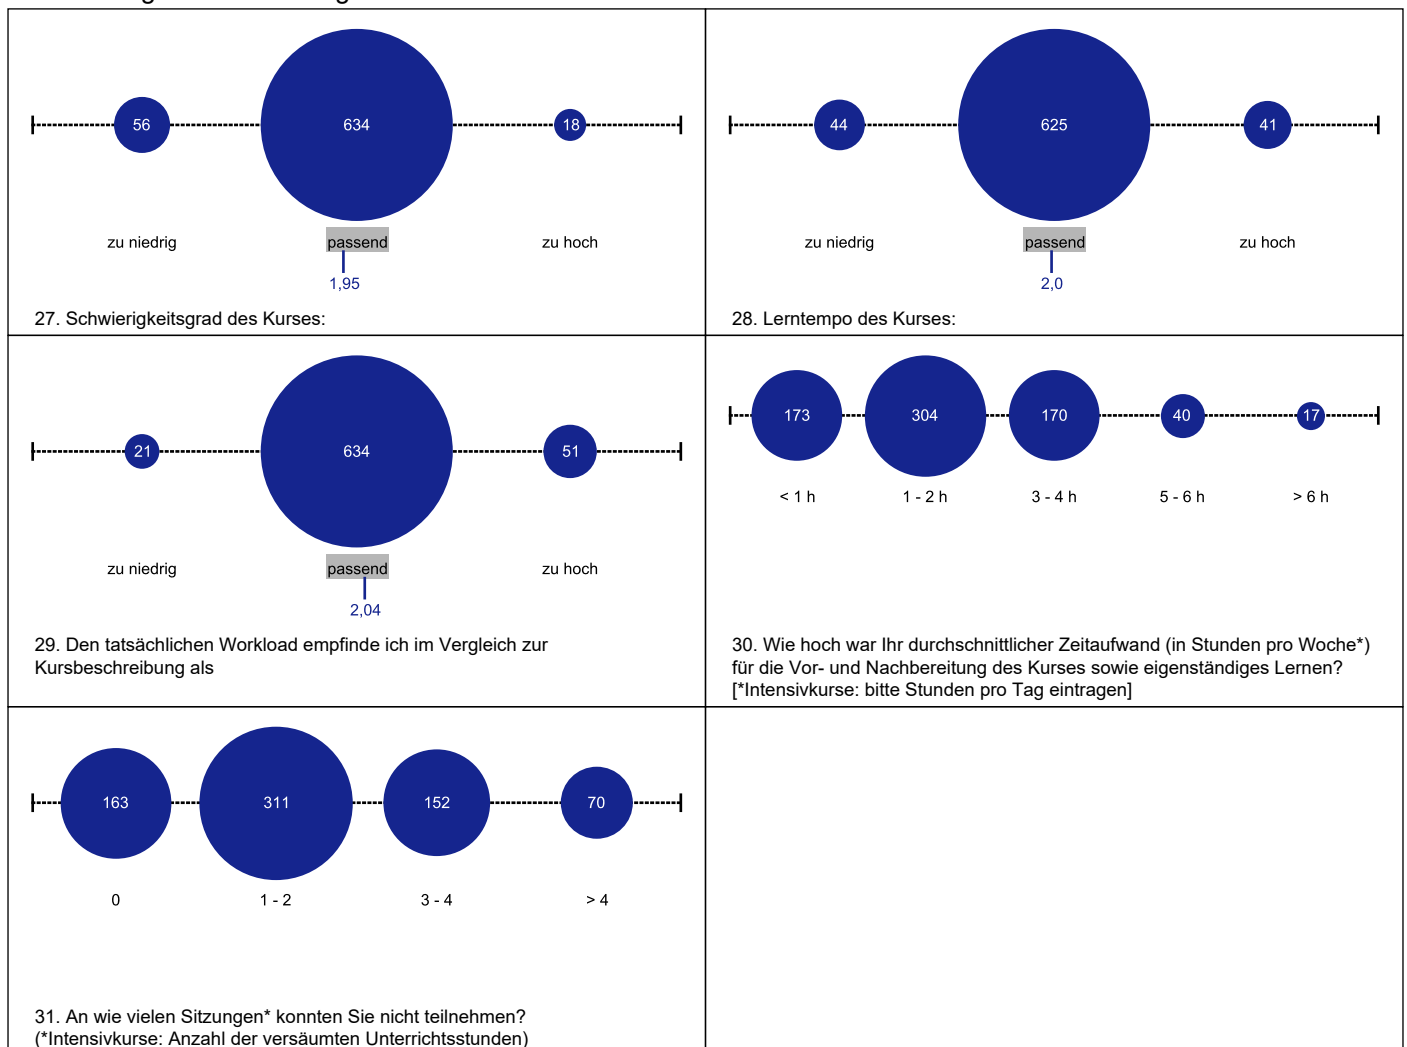 56
634
18
zu niedrig
passend
zu hoch
1,95
27. Schwierigkeitsgrad des Kurses:
44
625
41
zu niedrig
passend
zu hoch
2,0
28. Lerntempo des Kurses:
21
634
51
zu niedrig
passend
zu hoch
2,04
29. Den tatsächlichen Workload empfinde ich im Vergleich zur
Kursbeschreibung als
173
304
170
40
17
< 1 h
1 - 2 h
3 - 4 h
5 - 6 h
> 6 h
30. Wie hoch war Ihr durchschnittlicher Zeitaufwand (in Stunden pro Woche*)
für die Vor- und Nachbereitung des Kurses sowie eigenständiges Lernen?
[*Intensivkurse: bitte Stunden pro Tag eintragen]
163
311
152
70
0
1 - 2
3 - 4
> 4
31. An wie vielen Sitzungen* konnten Sie nicht teilnehmen?
(*Intensivkurse: Anzahl der versäumten Unterrichtsstunden)